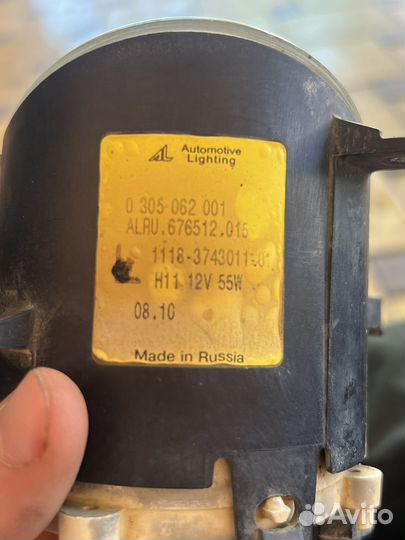 AL Automotive
Lighting
0 305 062 001
ALRU.676512.015
1118-3743011-01
H11 12V 55W
08.10
Made in Russia
Avito